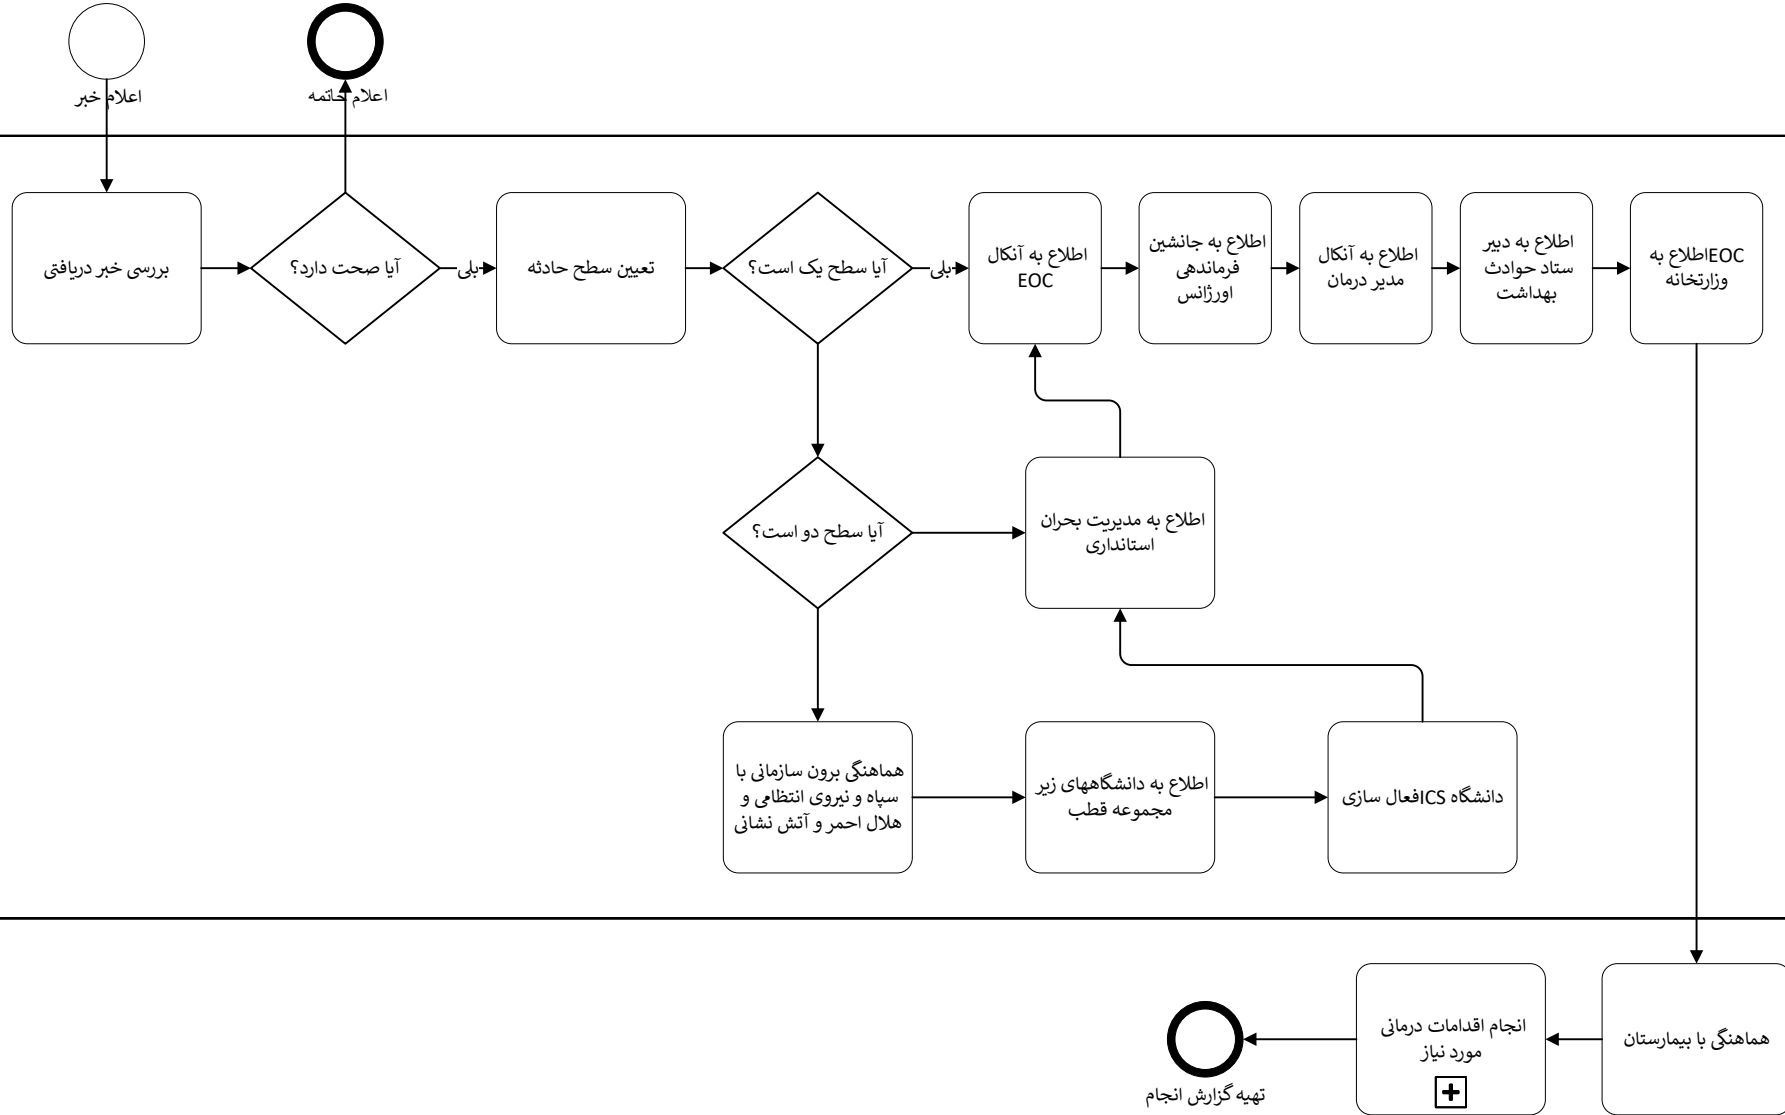 اعلام خبر
اعلام خاتمه
بررسی خبر دریافتی
آیا صحت دارد؟
بلی
تعیین سطح حادثه
آیا سطح یک است؟
بلی
اطلاع به آنکال
EOC
اطلاع به جانشین
فرماندهی
اورژانس
اطلاع به آنکال
مدیر درمان
اطلاع به دبیر
ستاد حوادث
بهداشت
اطلاع به EOC
وزارتخانه
آیا سطح دو است؟
اطلاع به مدیریت بحران
استانداری
هماهنگی برون سازمانی با
سپاه و نیروی انتظامی و
هلال احمر و آتش نشانی
اطلاع به دانشگاههای زیر
مجموعه قطب
فعال سازی ICS دانشگاه
هماهنگی با بیمارستان
انجام اقدامات درمانی
مورد نیاز
تهیه گزارش انجام